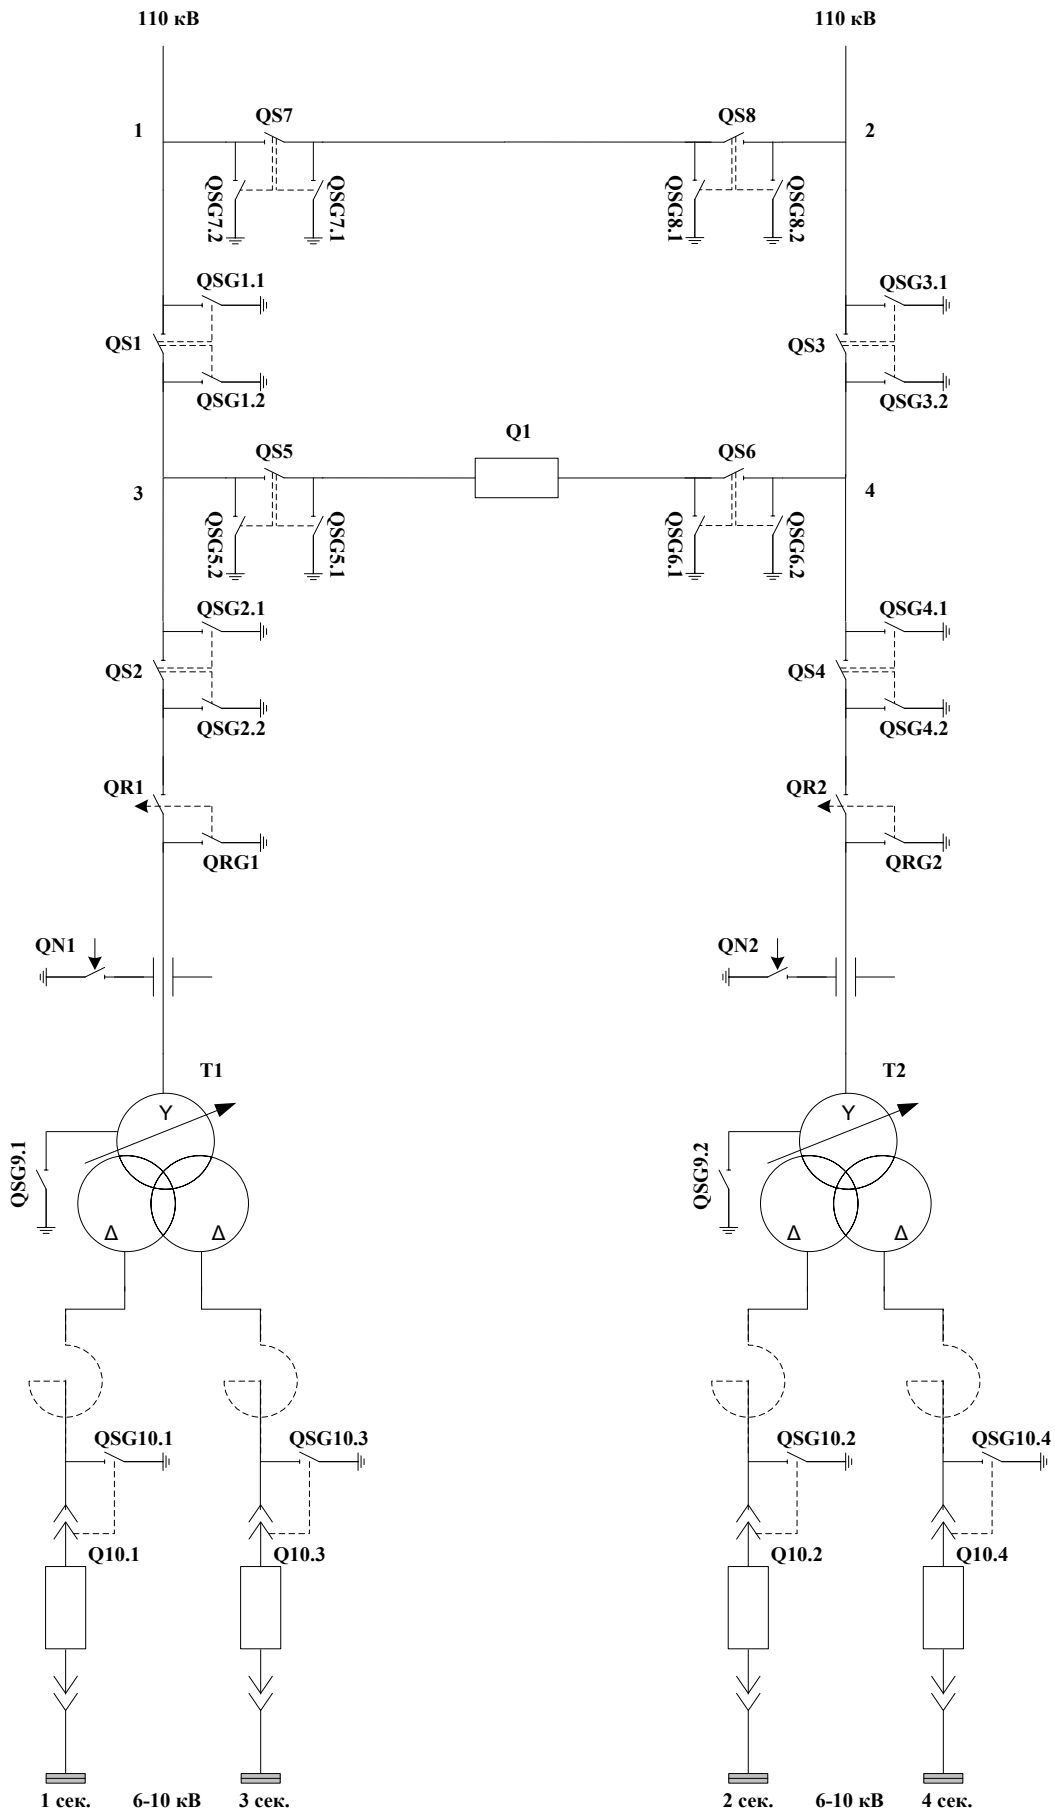 110 кВ 110 кВ
QS7 QS8
1 2
QSG7.2 QSG7.1 QSG8.1 QSG8.2
QSG1.1 QSG3.1
QS1 QS3
QSG1.2 QSG3.2
Q1
QS5 QS6
3 4
QSG5.2 QSG5.1 QSG6.1 QSG6.2
QSG2.1 QSG4.1
QS2 QS4
QSG2.2 QSG4.2
QR1 QR2
QRG1 QRG2
QN1 QN2
T1 T2
Y Y
QSG9.1 QSG9.2
Δ Δ Δ Δ
QSG10.1 QSG10.3 QSG10.2 QSG10.4
Q10.1 Q10.3 Q10.2 Q10.4
1 сек. 6-10 кВ 3 сек. 2 сек. 6-10 кВ 4 сек.